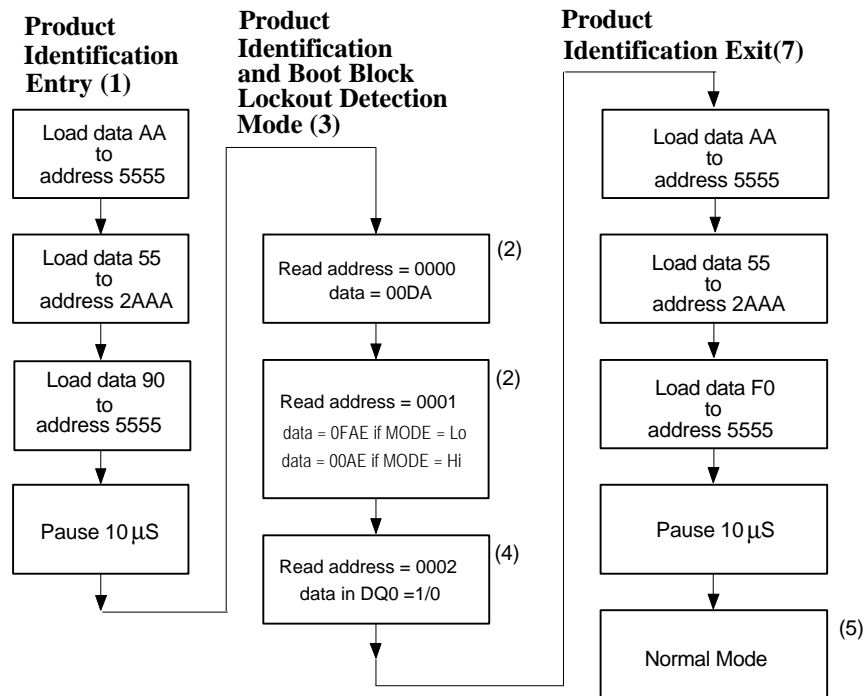 Product
Identification
Entry (1)
Load data AA
to
address 5555
Load data 55
to
address 2AAA
Load data 90
to
address 5555
Pause 10 µS
Product
Identification
and Boot Block
Lockout Detection
Mode (3)
Read address = 0000
data = 00DA
(2)
Read address = 0001
data = 0FAE if MODE = Lo
data = 00AE if MODE = Hi
(2)
Read address = 0002
data in DQ0 =1/0
(4)
Product
Identification Exit(7)
Load data AA
to
address 5555
Load data 55
to
address 2AAA
Load data F0
to
address 5555
Pause 10 µS
Normal Mode
(5)